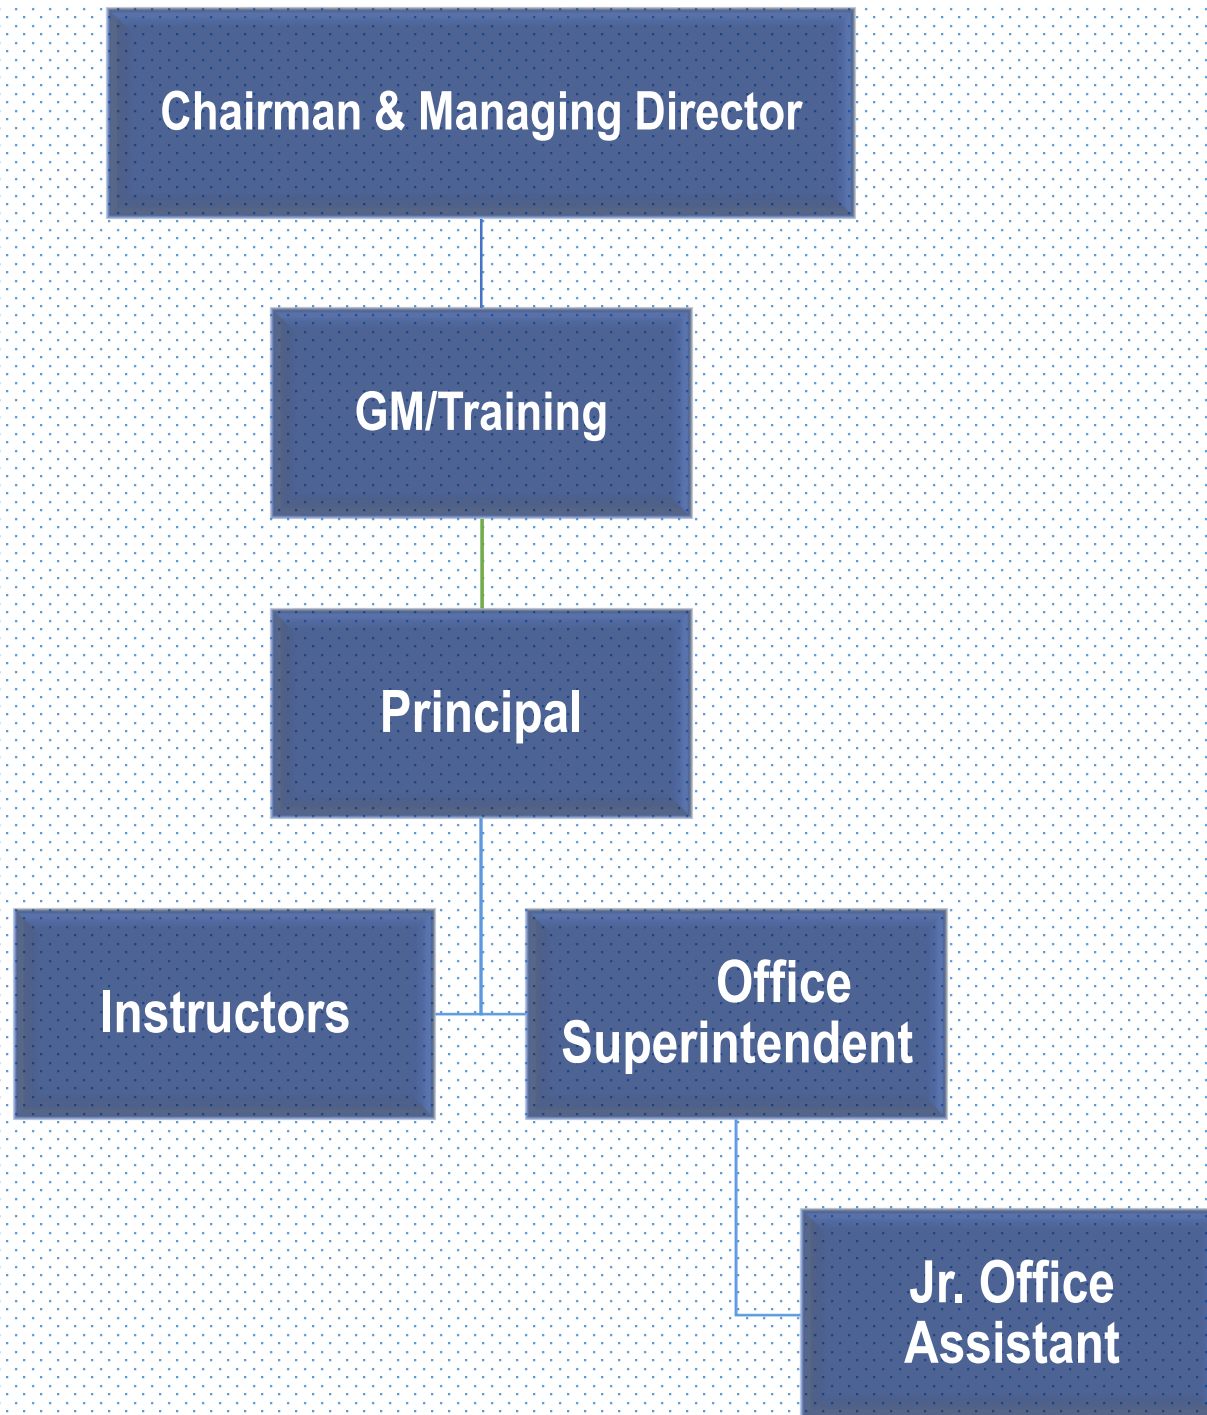 Chairman & Managing Director
GM/Training
Principal
Instructors
Office
Superintendent
Jr. Office
Assistant